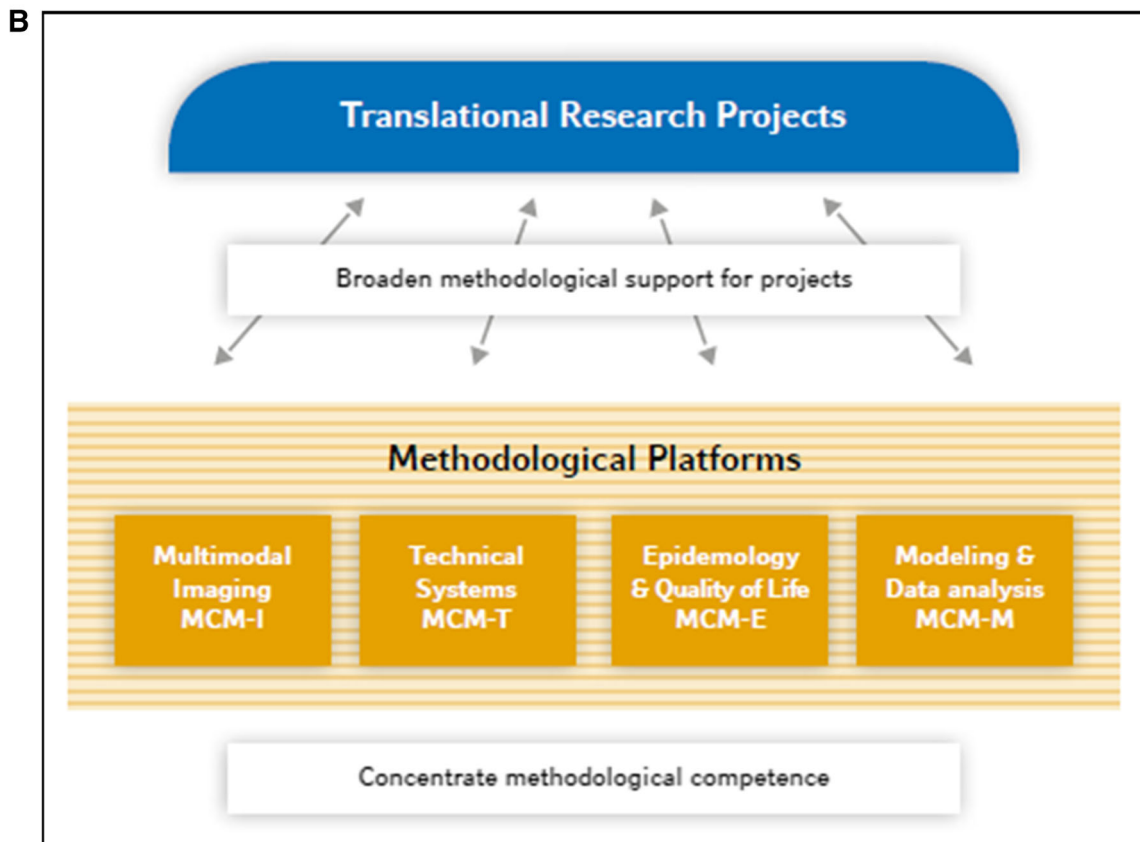 B
Translational Research Projects
Broaden methodological support for projects
Methodological Platforms
Multimodal
Imaging
MCM-I
Technical
Systems
MCM-T
Epidemology
& Quality of Life
MCM-E
Modeling &
Data analysis
MCM-M
Concentrate methodological competence